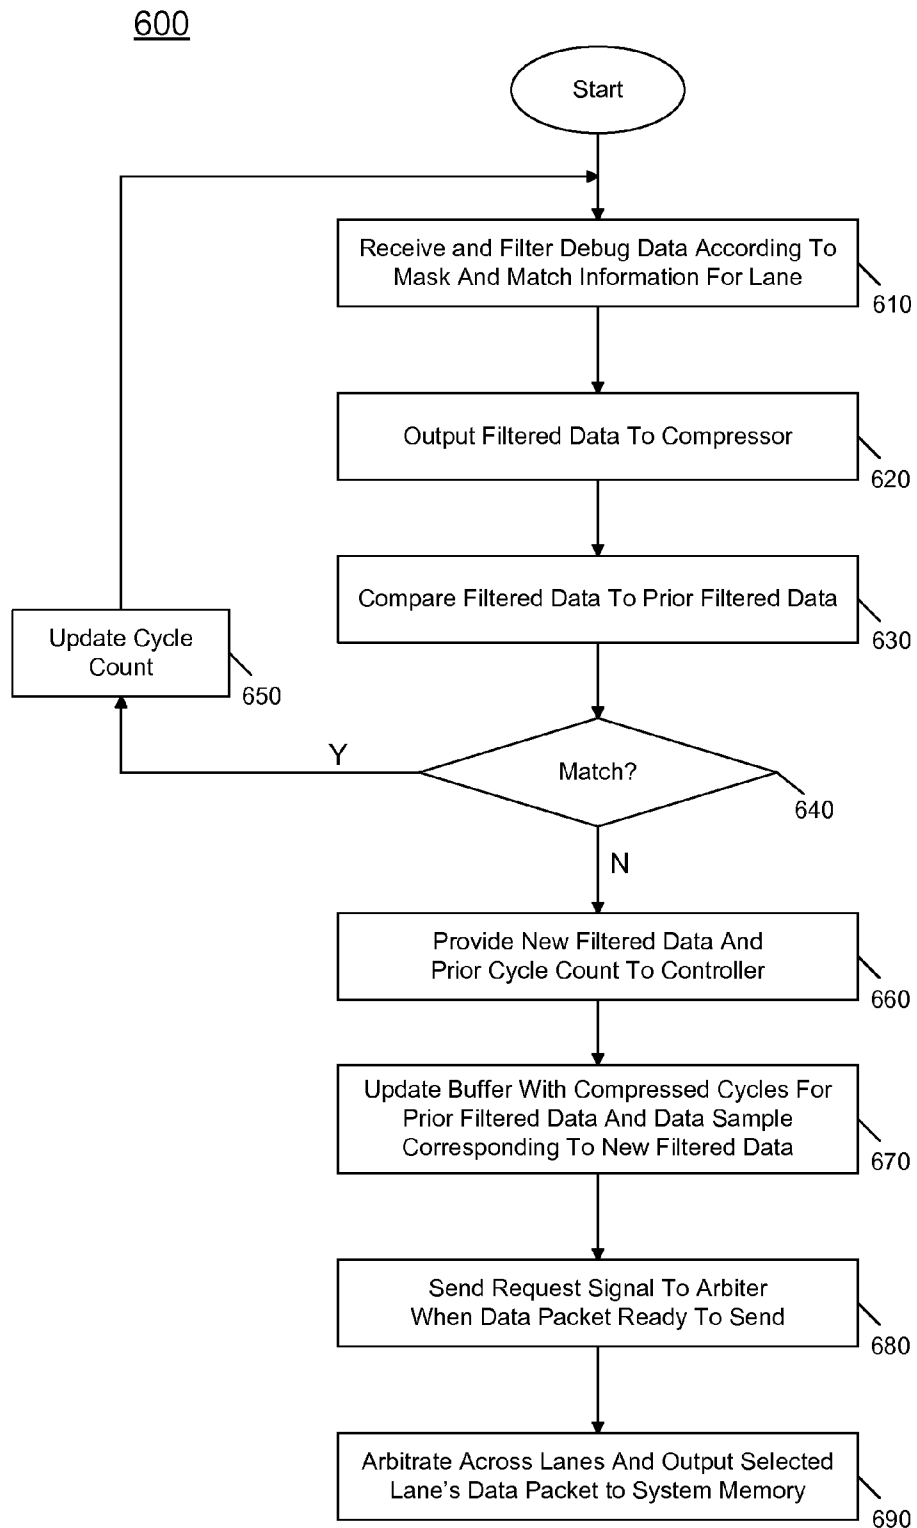 600
Start
Receive and Filter Debug Data According To
Mask And Match Information For Lane
610
Output Filtered Data To Compressor
620
Compare Filtered Data To Prior Filtered Data
630
Update Cycle
Count
650
Y
Match?
640
N
Provide New Filtered Data And
Prior Cycle Count To Controller
660
Update Buffer With Compressed Cycles For
Prior Filtered Data And Data Sample
Corresponding To New Filtered Data
670
Send Request Signal To Arbiter
When Data Packet Ready To Send
680
Arbitrate Across Lanes And Output Selected
Lane's Data Packet to System Memory
690